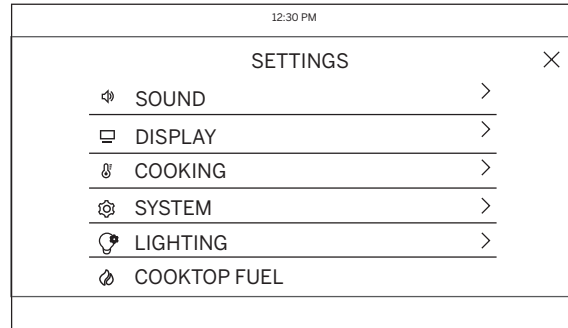 12:30 PM
SETTINGS
SOUND
DISPLAY
COOKING
SYSTEM
LIGHTING
COOKTOP FUEL